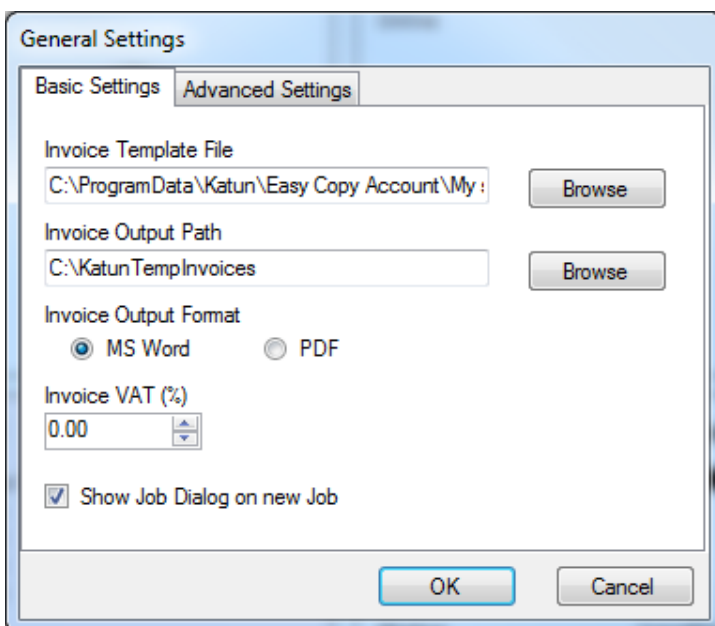 General Settings
Basic Settings Advanced Settings
Invoice Template File
C:\ProgramData\Katun\Easy Copy Account\My Browse
Invoice Output Path
C:\KatunTempInvoices Browse
Invoice Output Format
MS Word PDF
Invoice VAT (%)
0.00
Show Job Dialog on new Job
OK Cancel